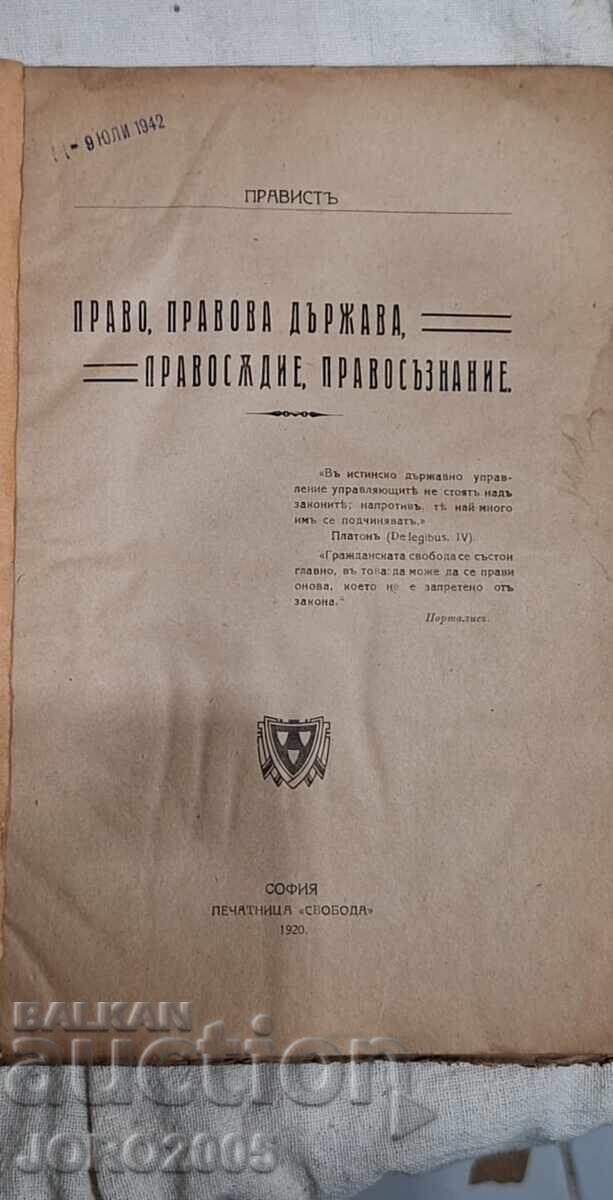 - 9 ЮЛИ 1942
ПРАВИСТЪ
ПРАВО, ПРАВОВА ДЪРЖАВА,
ПРАВОСѪДИЕ, ПРАВОСЪЗНАНИЕ.
«Въ истинско държавно управ-
ление управляющитѣ не стоятъ надъ
законитѣ; напротивъ, тѣ най много
имъ се подчиняватъ.»
Платонъ (De legibus. IV).
«Гражданската свобода се състои
главно, въ това: да може да се прави
онова, което не е запретено отъ
закона."
Порталисъ.
СОФИЯ
ПЕЧАТНИЦА «СВОБОДА»
1920.
BALKAN
auction
JORO2005